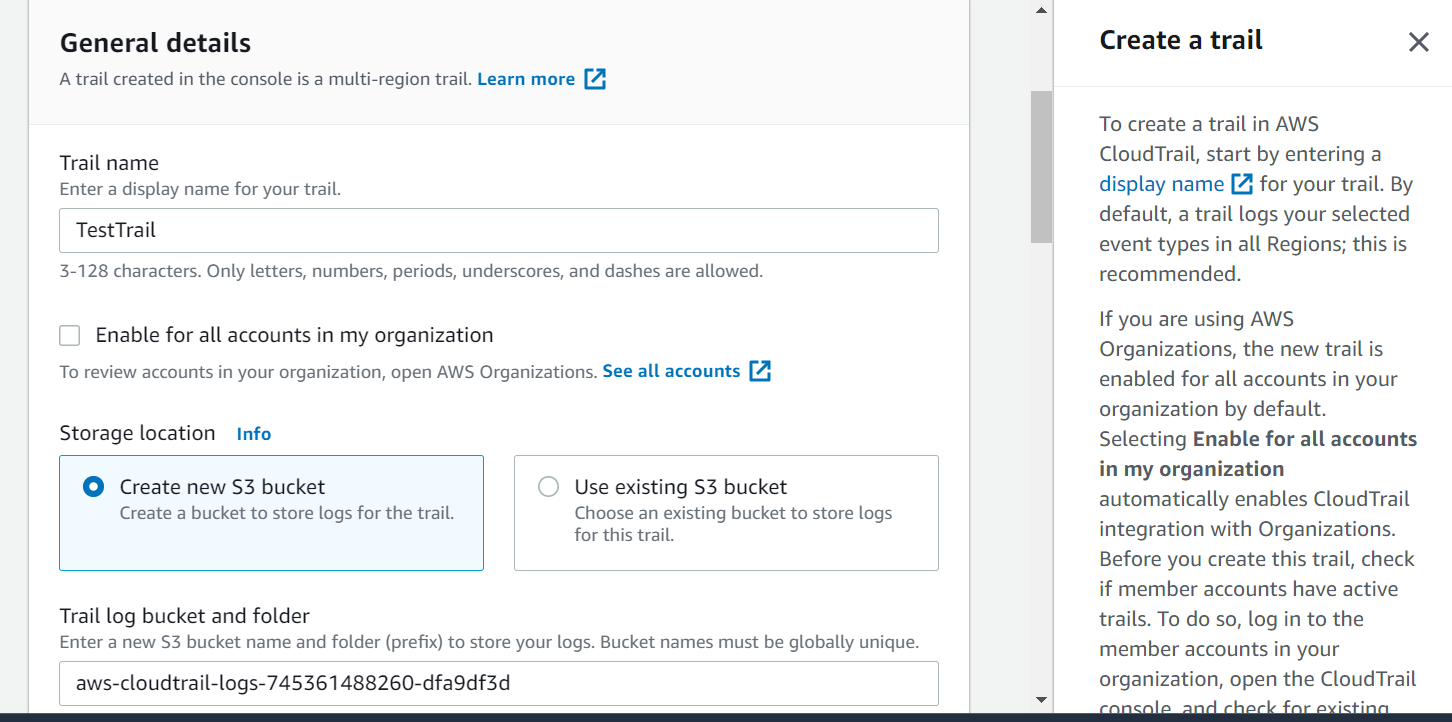 General details
A trail created in the console is a multi-region trail. Learn more
Trail name
Enter a display name for your trail.
TestTrail
3-128 characters. Only letters, numbers, periods, underscores, and dashes are allowed.
Enable for all accounts in my organization
To review accounts in your organization, open AWS Organizations. See all accounts
Storage location Info
Create new S3 bucket
Create a bucket to store logs for the trail.
Use existing S3 bucket
Choose an existing bucket to store logs
for this trail.
Trail log bucket and folder
Enter a new S3 bucket name and folder (prefix) to store your logs. Bucket names must be globally unique.
aws-cloudtrail-logs-745361488260-dfa9df3d
Create a trail
To create a trail in AWS
CloudTrail, start by entering a
display name for your trail. By
default, a trail logs your selected
event types in all Regions; this is
recommended.
If you are using AWS
Organizations, the new trail is
enabled for all accounts in your
organization by default.
Selecting Enable for all accounts
in my organization
automatically enables CloudTrail
integration with Organizations.
Before you create this trail, check
if member accounts have active
trails. To do so, log in to the
member accounts in your
organization, open the CloudTrail
console, and check for existing